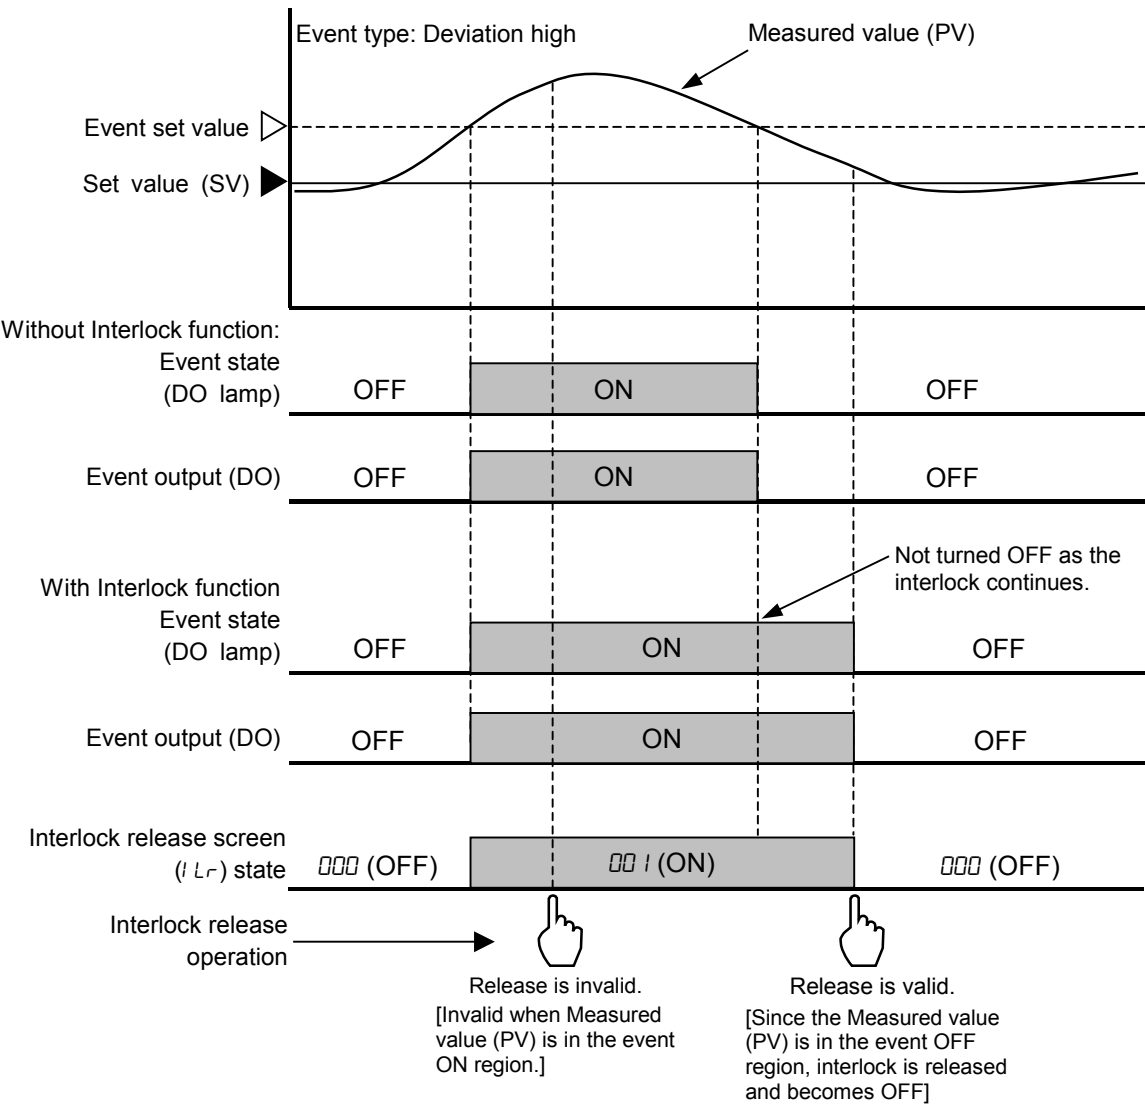 Event type: Deviation high
Measured value (PV)
Event set value
Set value (SV)
Without Interlock function:
Event state
(DO lamp)
OFF
ON
OFF
Event output (DO)
OFF
ON
OFF
Not turned OFF as the
interlock continues.
With Interlock function
Event state
(DO lamp)
OFF
ON
OFF
Event output (DO)
OFF
ON
OFF
Interlock release screen
(ILr) state
000 (OFF)
001 (ON)
000 (OFF)
Interlock release
operation
Release is invalid.
[Invalid when Measured
value (PV) is in the event
ON region.]
Release is valid.
[Since the Measured value
(PV) is in the event OFF
region, interlock is released
and becomes OFF]